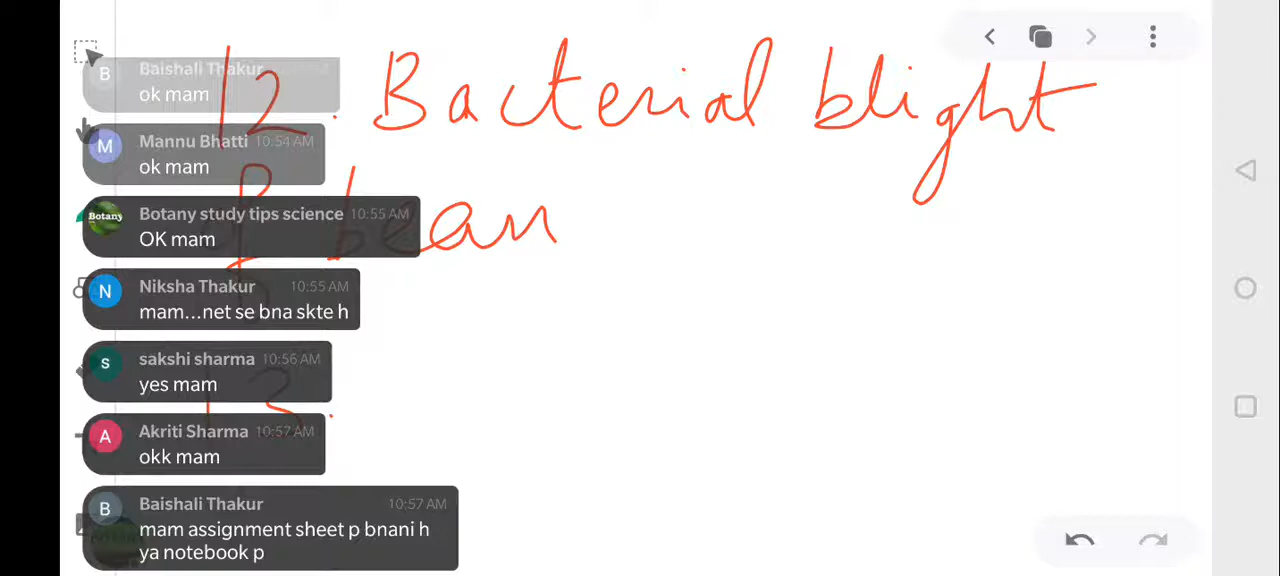 12. Bacterial blight
of bean
13.
B
Baishali Thakur
ok mam
M
Mannu Bhatti 10:54 AM
ok mam
Botany
Botany study tips science 10:55 AM
OK mam
N
Niksha Thakur 10:55 AM
mam...net se bna skte h
S
sakshi sharma 10:56 AM
yes mam
A
Akriti Sharma 10:57 AM
okk mam
B
Baishali Thakur 10:57 AM
mam assignment sheet p bnani h
ya notebook p